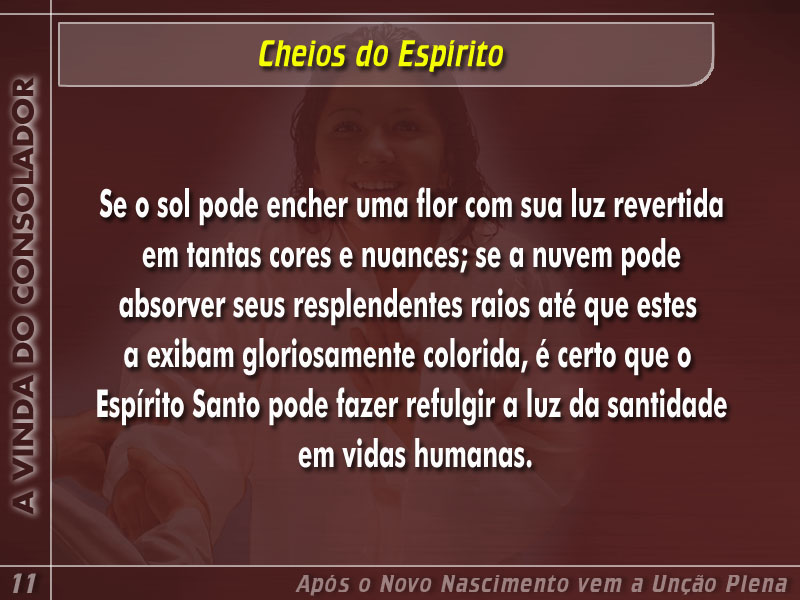 Cheios do Espírito
A VINDA DO CONSOLADOR
Se o sol pode encher uma flor com sua luz revertida
em tantas cores e nuances; se a nuvem pode
absorver seus resplendentes raios até que estes
a exibam gloriosamente colorida, é certo que o
Espírito Santo pode fazer refulgir a luz da santidade
em vidas humanas.
11
Após o Novo Nascimento vem a Unção Plena